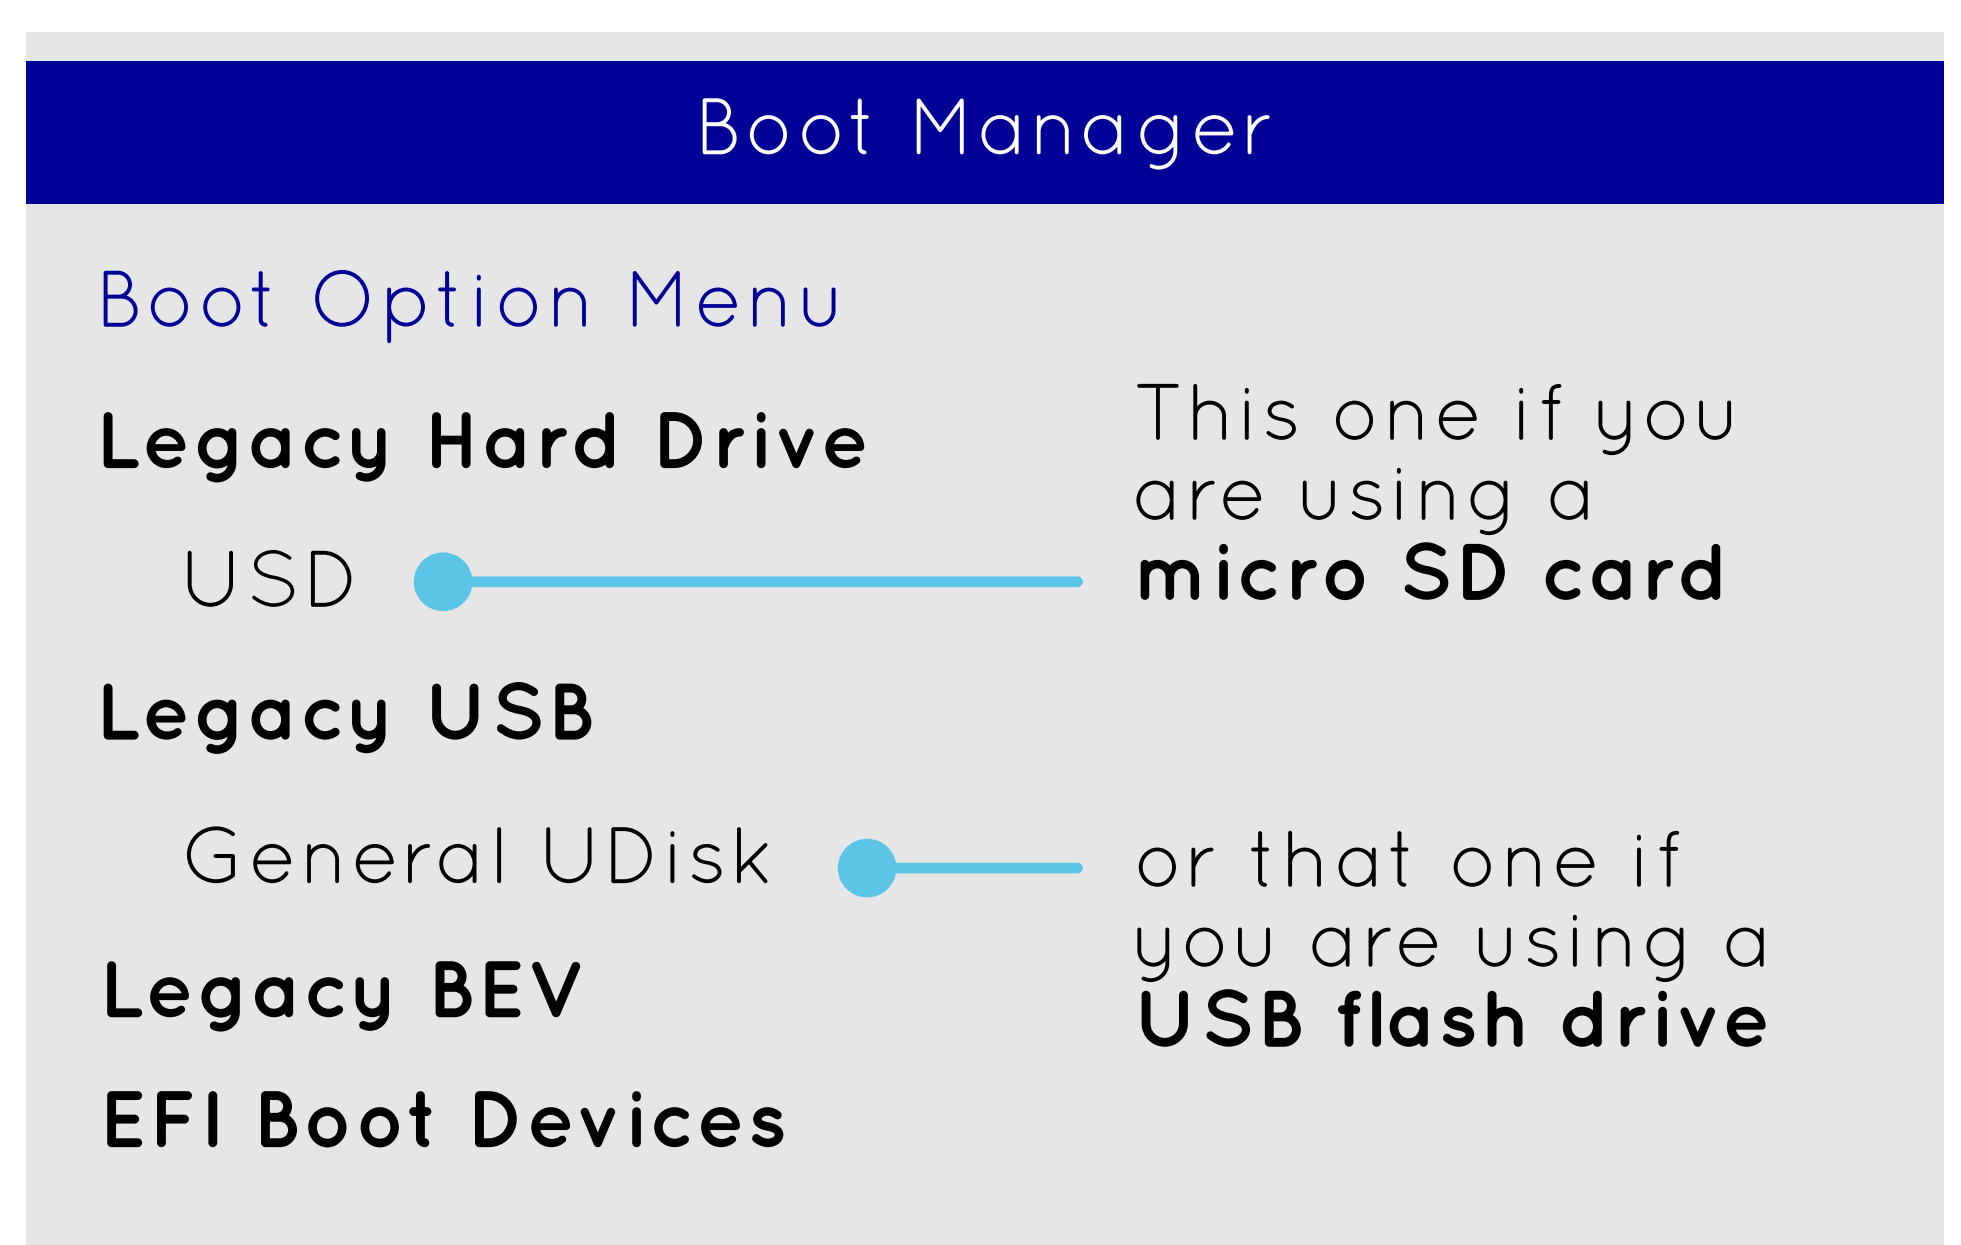 Boot Manager
Boot Option Menu
Legacy Hard Drive
USD
This one if you
are using a
micro SD card
Legacy USB
General UDisk
or that one if
you are using a
USB flash drive
Legacy BEV
EFI Boot Devices